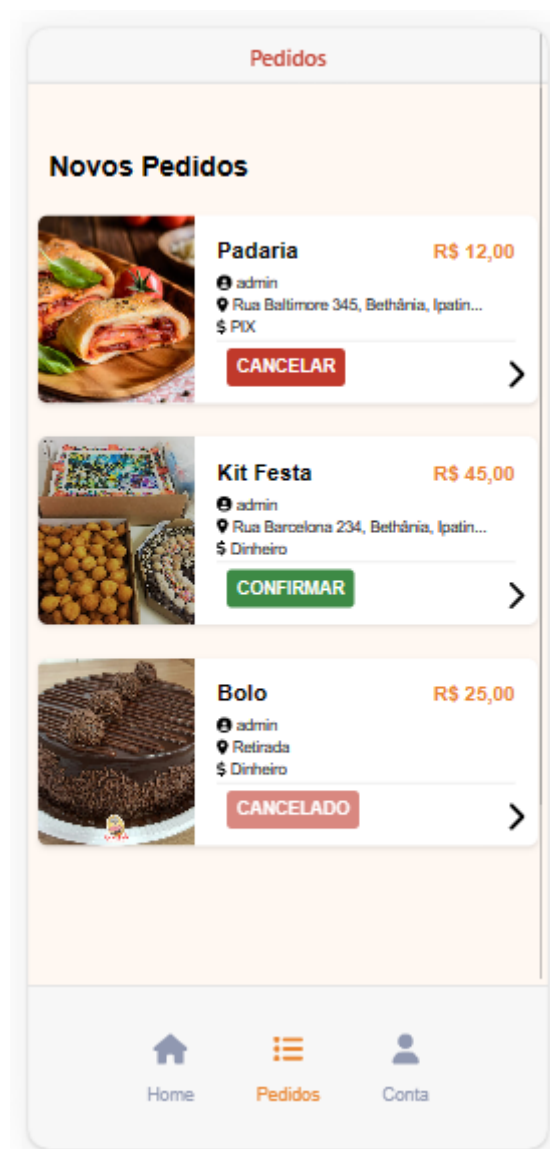 Pedidos
Novos Pedidos
Padaria
R$ 12,00
admin
Rua Baltimore 345, Bethânia, Ipatin...
$ PIX
CANCELAR
Kit Festa
R$ 45,00
admin
Rua Barcelona 234, Bethânia, Ipatin...
$ Dinheiro
CONFIRMAR
Bolo
R$ 25,00
admin
Retirada
$ Dinheiro
CANCELADO
Home
Pedidos
Conta